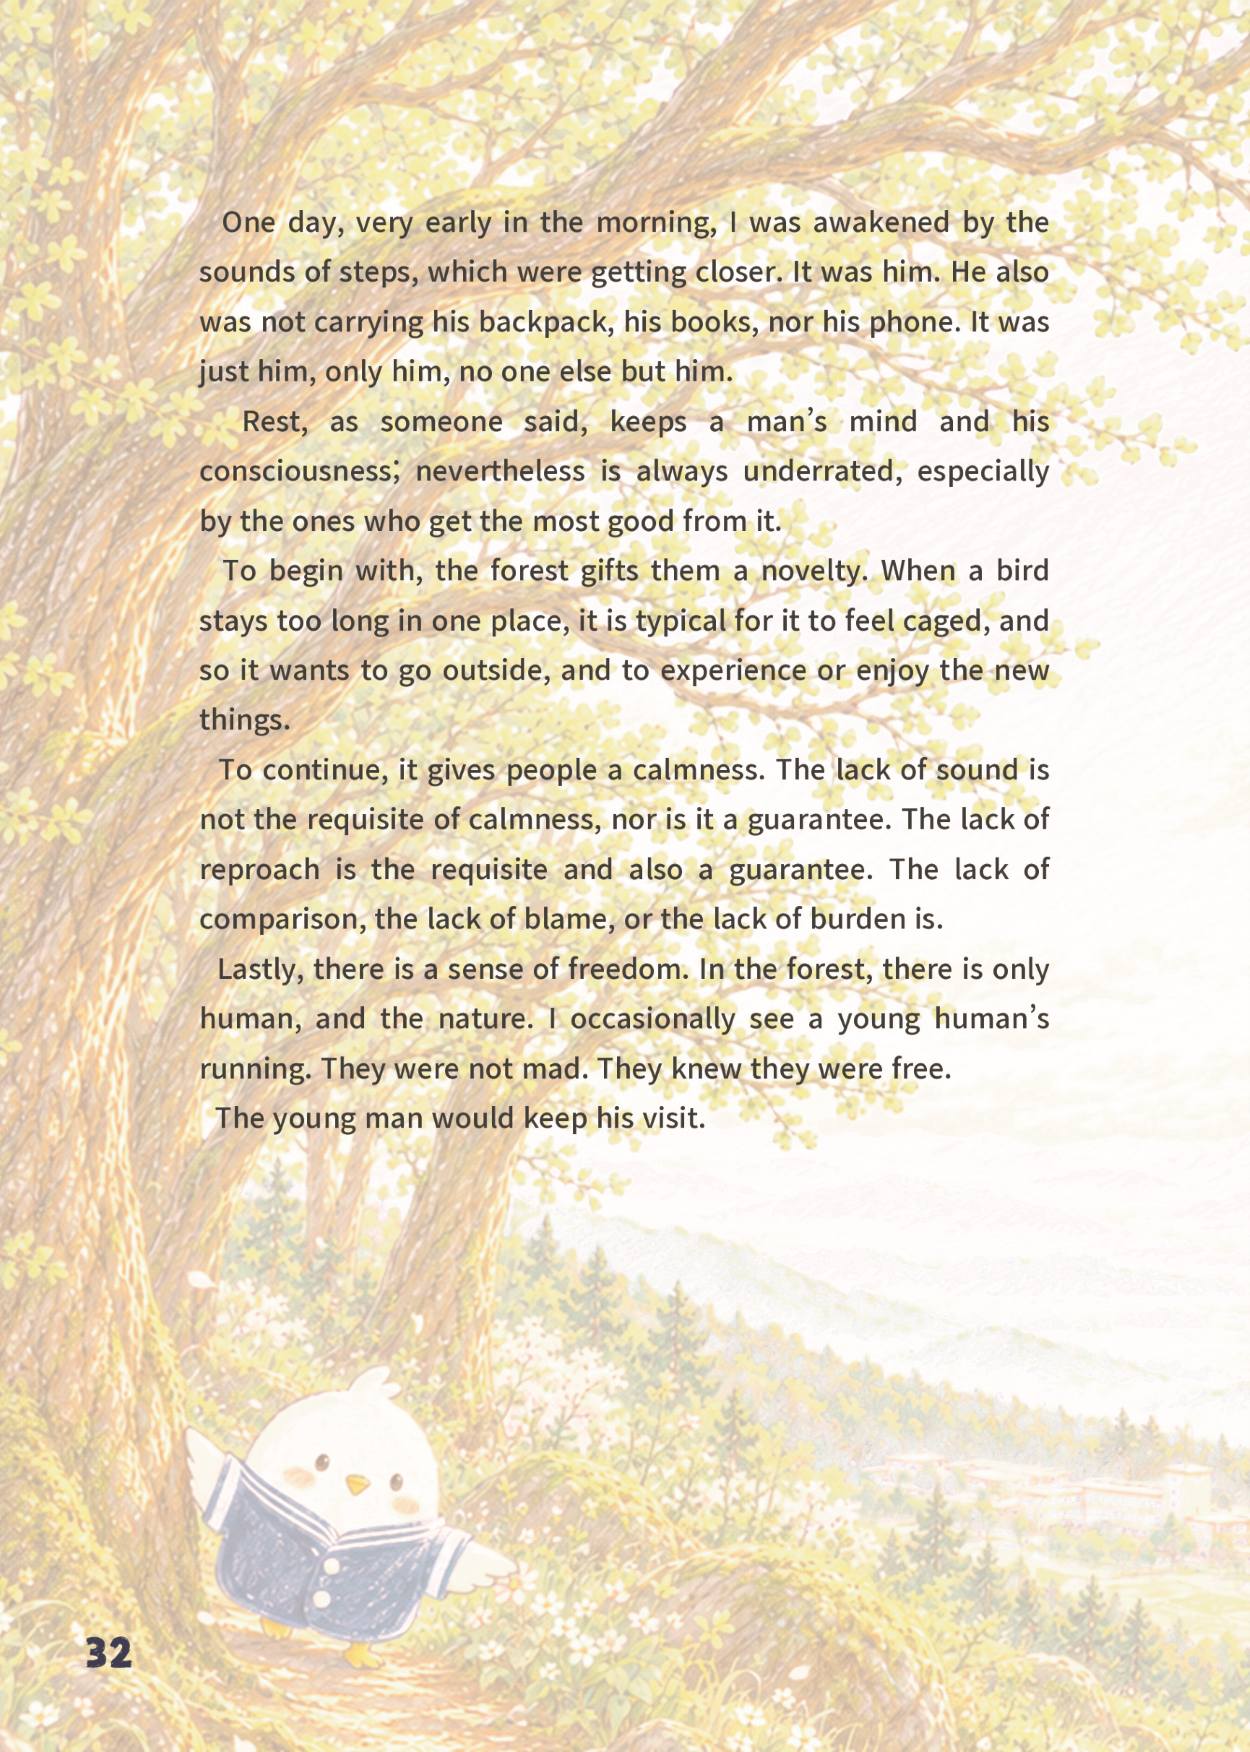 One day, very early in the morning, I was awakened by the
sounds of steps, which were getting closer. It was him. He also
was not carrying his backpack, his books, nor his phone. It was
just him, only him, no one else but him.
Rest, as someone said, keeps a man’s mind and his
consciousness; nevertheless is always underrated, especially
by the ones who get the most good from it.
To begin with, the forest gifts them a novelty. When a bird
stays too long in one place, it is typical for it to feel caged, and
so it wants to go outside, and to experience or enjoy the new
things.
To continue, it gives people a calmness. The lack of sound is
not the requisite of calmness, nor is it a guarantee. The lack of
reproach is the requisite and also a guarantee. The lack of
comparison, the lack of blame, or the lack of burden is.
Lastly, there is a sense of freedom. In the forest, there is only
human, and the nature. I occasionally see a young human’s
running. They were not mad. They knew they were free.
The young man would keep his visit.
32